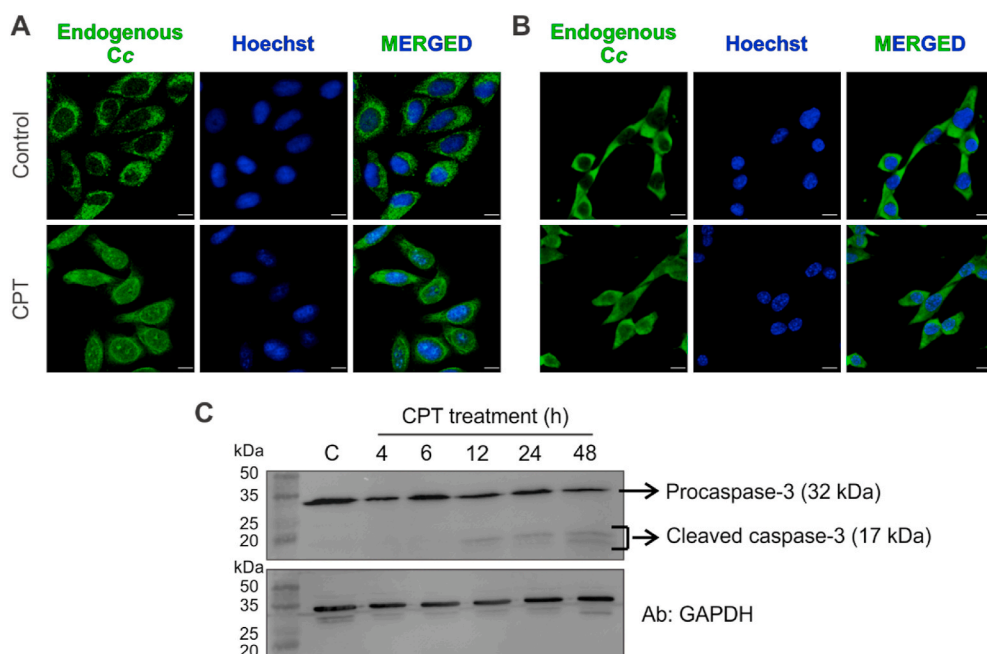 A
Endogenous
Cc
Hoechst
MERGED
B
Endogenous
Cc
Hoechst
MERGED
Control
CPT
C
CPT treatment (h)
kDa
C 4 6 12 24 48
50
35
25
20
Procaspase-3 (32 kDa)
Cleaved caspase-3 (17 kDa)
kDa
50
35
25
20
Ab: GAPDH